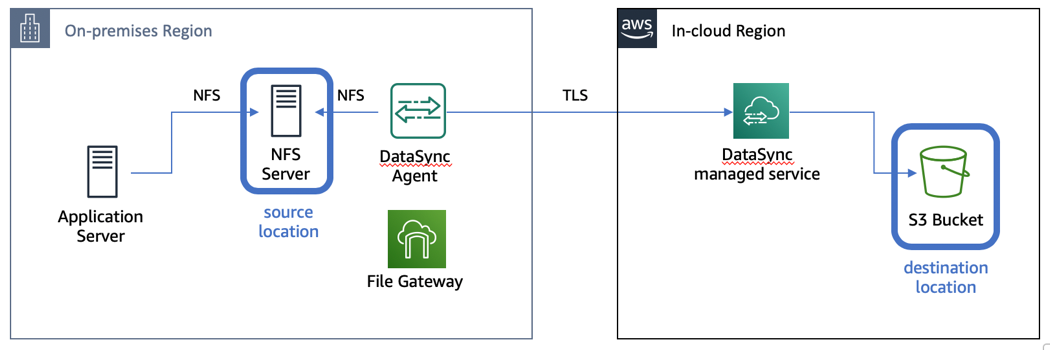 On-premises Region
aws
In-cloud Region
NFS
NFS
TLS
NFS
Server
DataSync
Agent
DataSync
managed service
Application
Server
source
location
S3 Bucket
File Gateway
destination
location